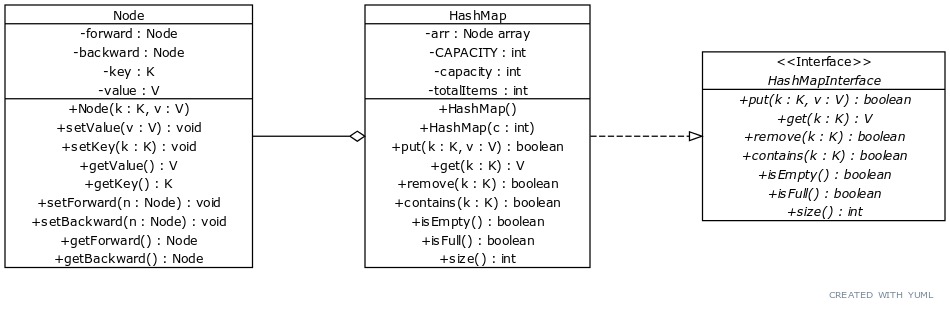 Node
-forward : Node
-backward : Node
-key : K
-value : V
+Node(k : K, v : V)
+setValue(v : V) : void
+setKey(k : K) : void
+getValue() : V
+getKey() : K
+setForward(n : Node) : void
+setBackward(n : Node) : void
+getForward() : Node
+getBackward() : Node
HashMap
-arr : Node array
-CAPACITY : int
-capacity : int
-totalItems : int
+HashMap()
+HashMap(c : int)
+put(k : K, v : V) : boolean
+get(k : K) : V
+remove(k : K) : boolean
+contains(k : K) : boolean
+isEmpty() : boolean
+isFull() : boolean
+size() : int
<<Interface>>
HashMapInterface
+put(k : K, v : V) : boolean
+get(k : K) : V
+remove(k : K) : boolean
+contains(k : K) : boolean
+isEmpty() : boolean
+isFull() : boolean
+size() : int
CREATED WITH YUML